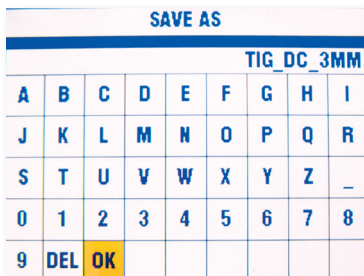 SAVE AS
TIG_DC_3MM
A B C D E F G H I
J K L M N O P Q R
S T U V W X Y Z _
0 1 2 3 4 5 6 7 8
9 DEL OK